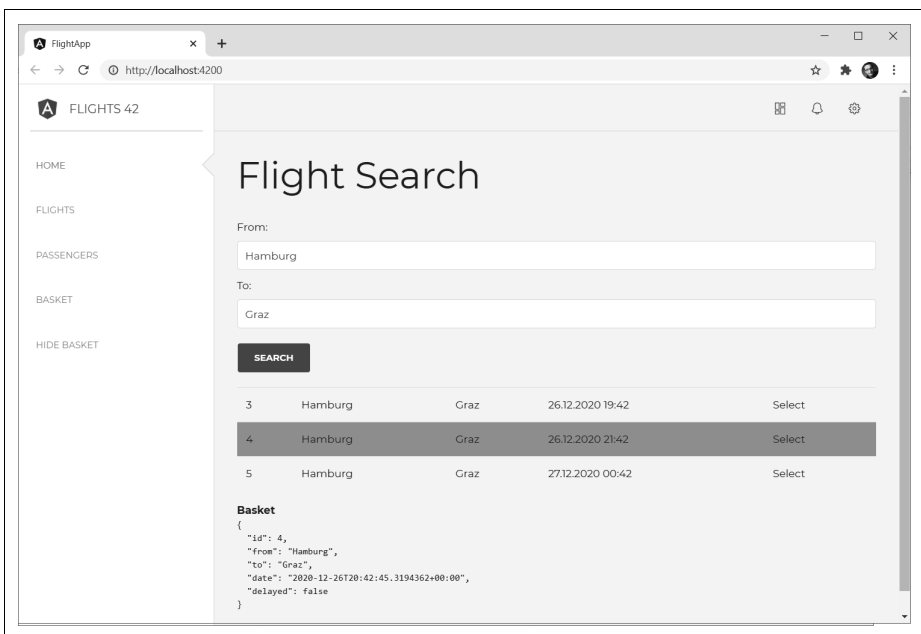 FlightApp
http://localhost:4200
FLIGHTS 42
HOME
FLIGHTS
PASSENGERS
BASKET
HIDE BASKET
Flight Search
From:
Hamburg
To:
Graz
SEARCH
3 Hamburg Graz 26.12.2020 19:42 Select
4 Hamburg Graz 26.12.2020 21:42 Select
5 Hamburg Graz 27.12.2020 00:42 Select
Basket
{
"id": 4,
"from": "Hamburg",
"to": "Graz",
"date": "2020-12-26T20:42:45.3194362+00:00",
"delayed": false
}